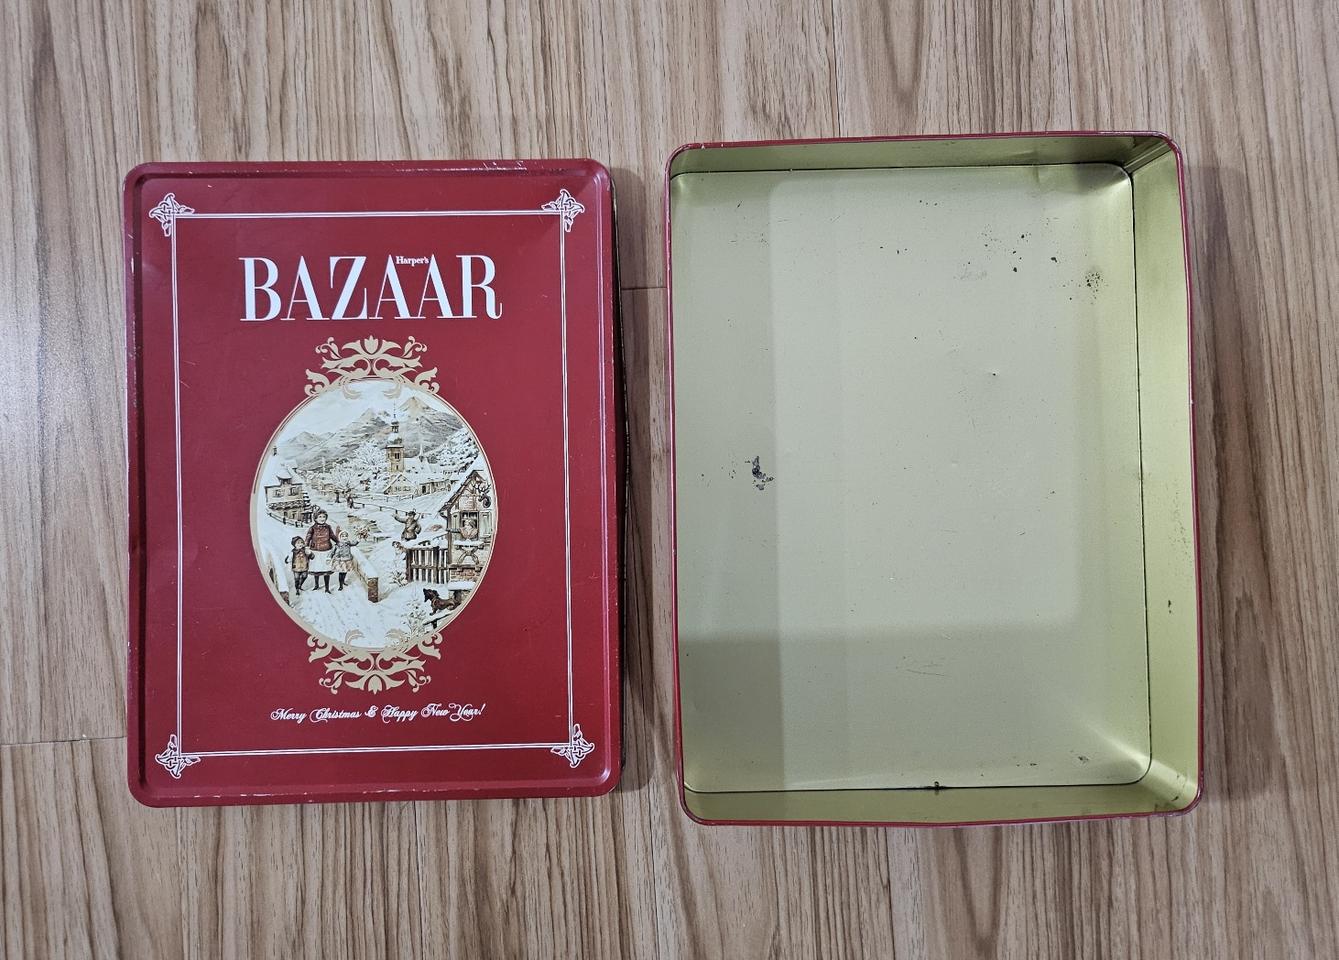 Harper's
BAZAAR
Merry Christmas & Happy New Year!